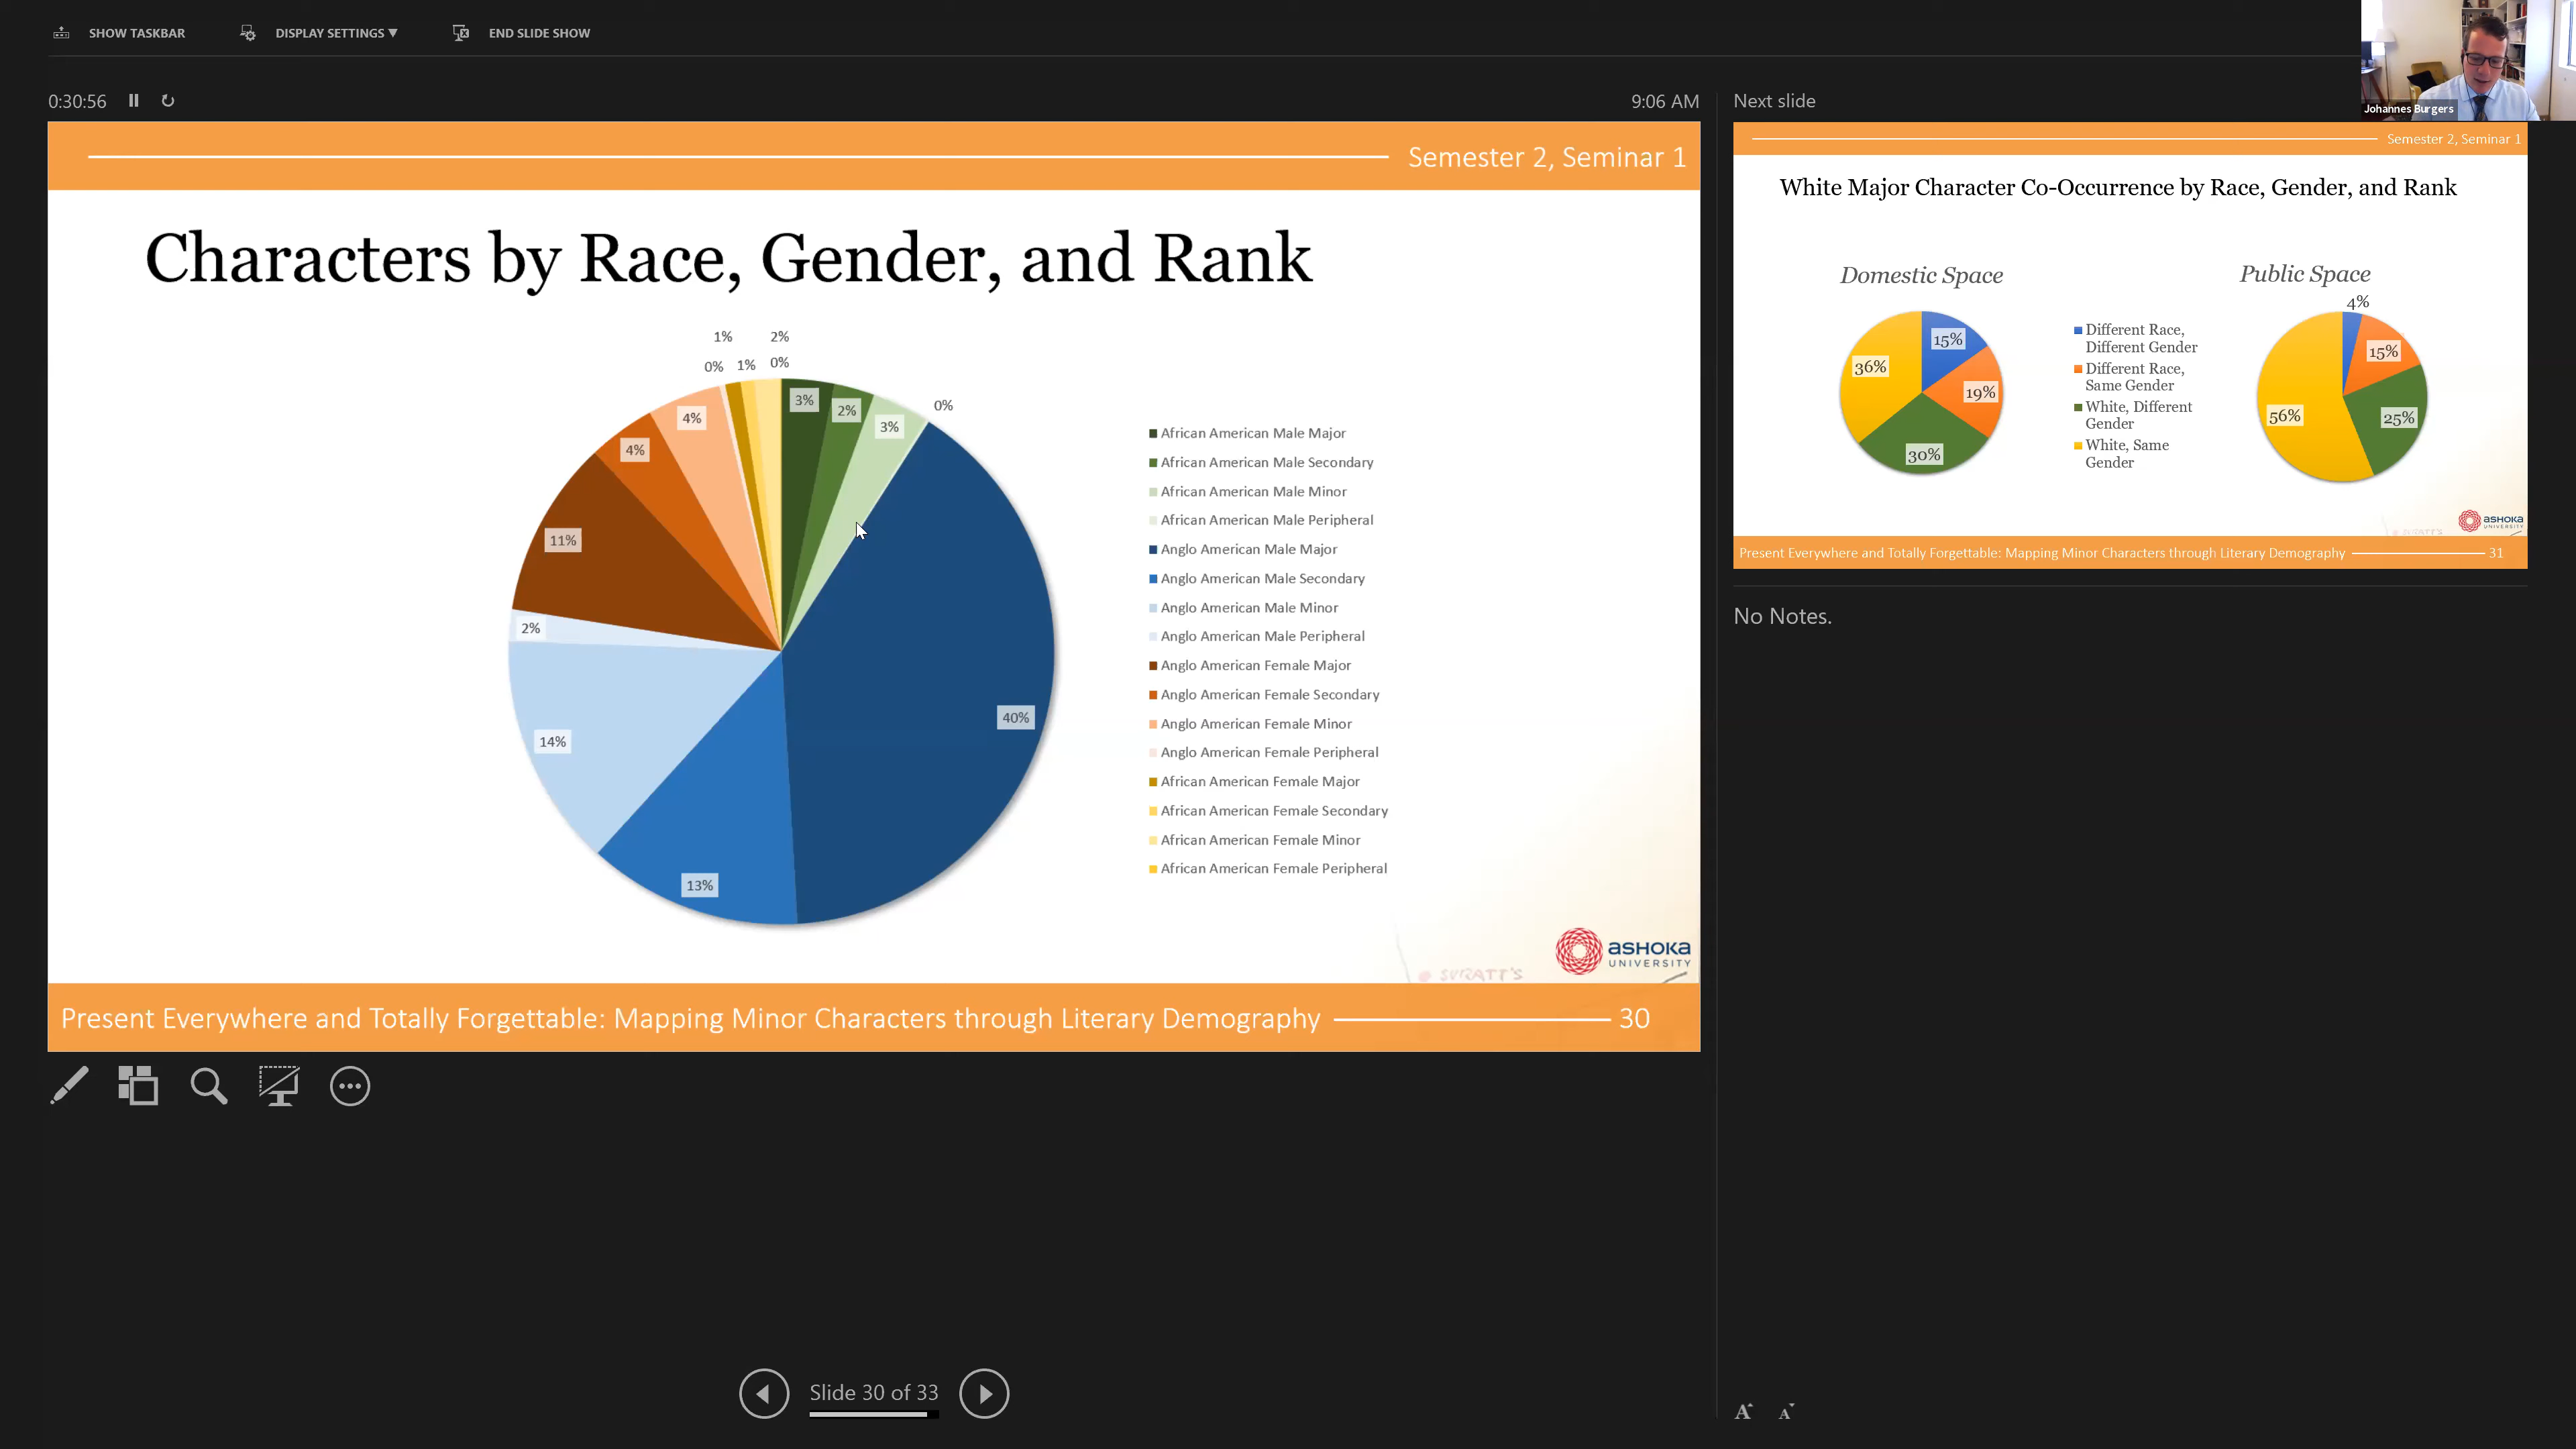 SHOW TASKBAR
DISPLAY SETTINGS ▼
END SLIDE SHOW
0:30:56
9:06 AM
Semester 2, Seminar 1
Characters by Race, Gender, and Rank
1%
2%
0%
1%
0%
3%
2%
3%
0%
4%
4%
11%
2%
14%
13%
40%
African American Male Major
African American Male Secondary
African American Male Minor
African American Male Peripheral
Anglo American Male Major
Anglo American Male Secondary
Anglo American Male Minor
Anglo American Male Peripheral
Anglo American Female Major
Anglo American Female Secondary
Anglo American Female Minor
Anglo American Female Peripheral
African American Female Major
African American Female Secondary
African American Female Minor
African American Female Peripheral
SURATT'S
ASHOKA
UNIVERSITY
Present Everywhere and Totally Forgettable: Mapping Minor Characters through Literary Demography
30
Slide 30 of 33
Next slide
Johannes Burgers
Semester 2, Seminar 1
White Major Character Co-Occurrence by Race, Gender, and Rank
Domestic Space
15%
19%
30%
36%
Different Race,
Different Gender
Different Race,
Same Gender
White, Different
Gender
White, Same
Gender
Public Space
4%
15%
25%
56%
SURATT'S
ASHOKA
UNIVERSITY
Present Everywhere and Totally Forgettable: Mapping Minor Characters through Literary Demography
31
No Notes.
A
A